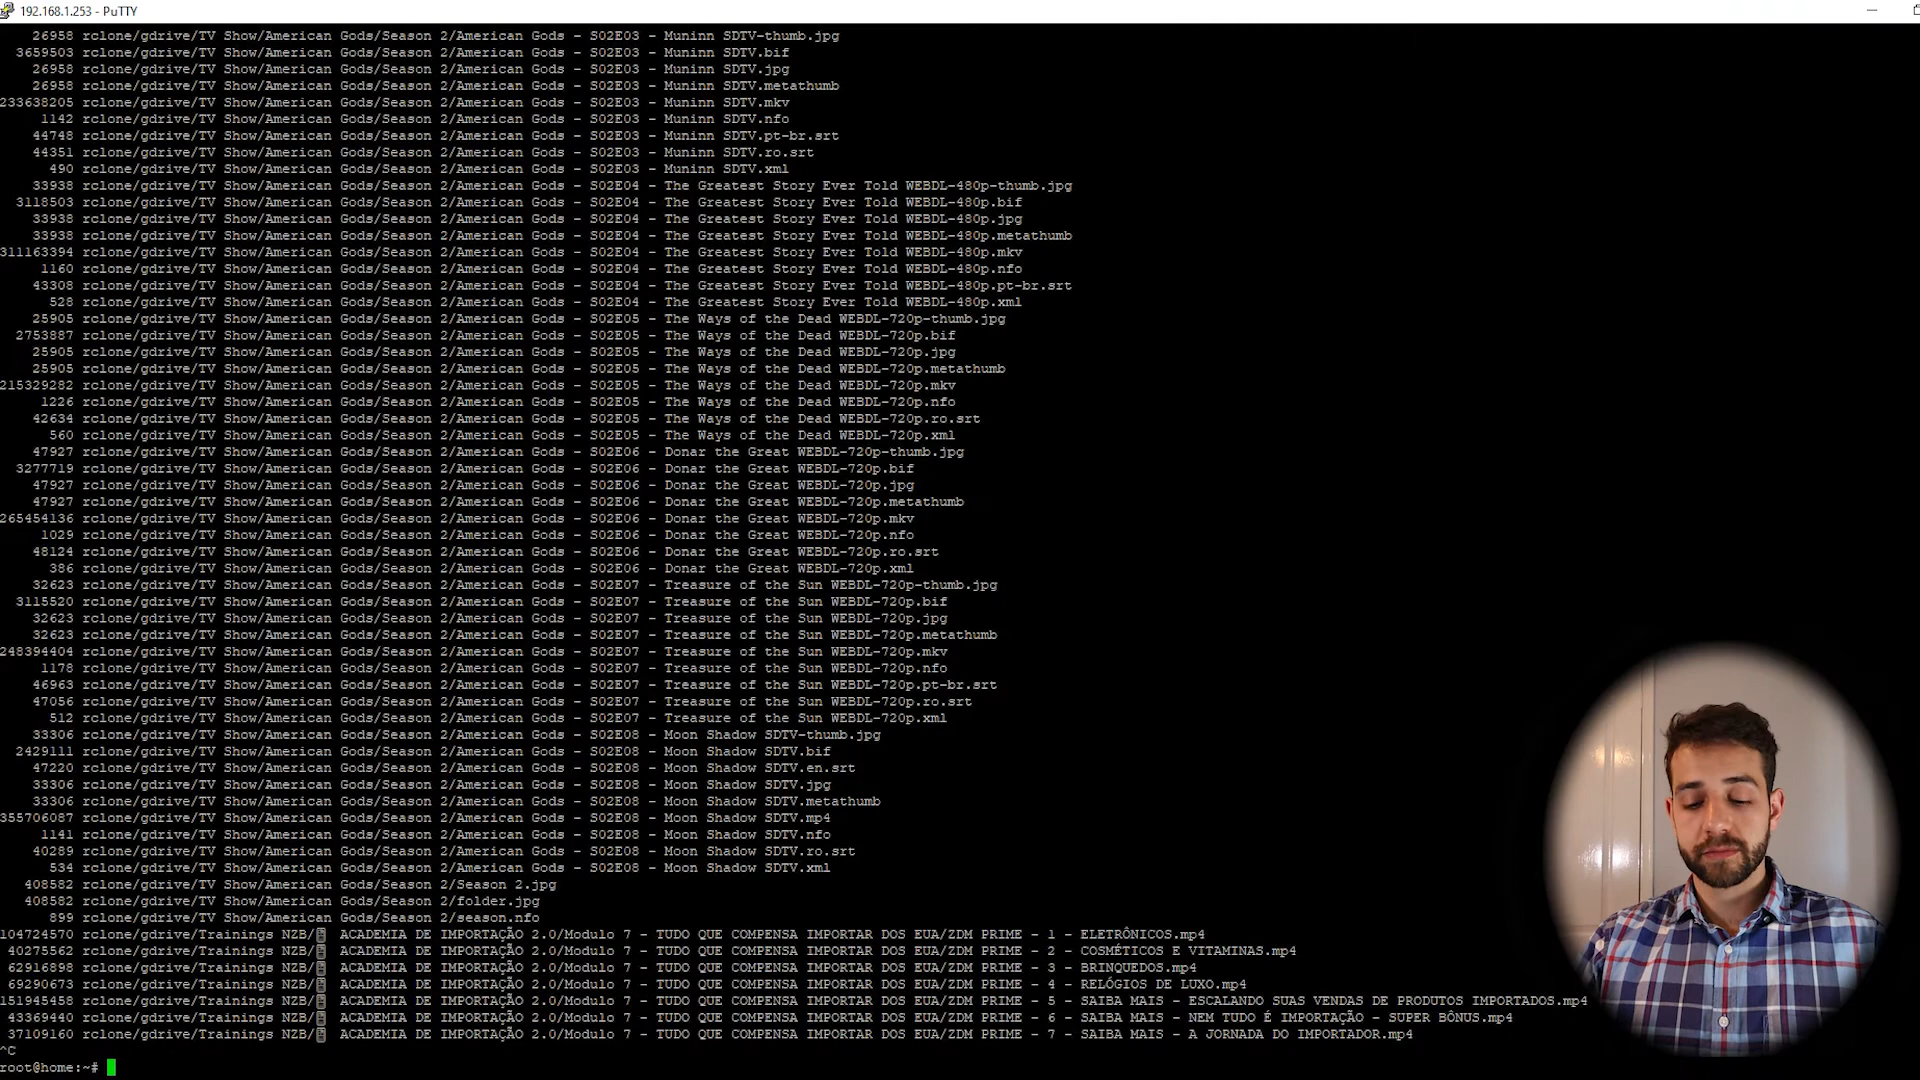 192.168.1.253 - PuTTY
26958 rclone/gdrive/TV Show/American Gods/Season 2/American Gods - S02E03 - Muninn SDTV-thumb.jpg
3659503 rclone/gdrive/TV Show/American Gods/Season 2/American Gods - S02E03 - Muninn SDTV.bif
26958 rclone/gdrive/TV Show/American Gods/Season 2/American Gods - S02E03 - Muninn SDTV.jpg
26958 rclone/gdrive/TV Show/American Gods/Season 2/American Gods - S02E03 - Muninn SDTV.metathumb
233638205 rclone/gdrive/TV Show/American Gods/Season 2/American Gods - S02E03 - Muninn SDTV.mkv
1142 rclone/gdrive/TV Show/American Gods/Season 2/American Gods - S02E03 - Muninn SDTV.nfo
44748 rclone/gdrive/TV Show/American Gods/Season 2/American Gods - S02E03 - Muninn SDTV.pt-br.srt
44351 rclone/gdrive/TV Show/American Gods/Season 2/American Gods - S02E03 - Muninn SDTV.ro.srt
490 rclone/gdrive/TV Show/American Gods/Season 2/American Gods - S02E03 - Muninn SDTV.xml
33938 rclone/gdrive/TV Show/American Gods/Season 2/American Gods - S02E04 - The Greatest Story Ever Told WEBDL-480p-thumb.jpg
3118503 rclone/gdrive/TV Show/American Gods/Season 2/American Gods - S02E04 - The Greatest Story Ever Told WEBDL-480p.bif
33938 rclone/gdrive/TV Show/American Gods/Season 2/American Gods - S02E04 - The Greatest Story Ever Told WEBDL-480p.jpg
33938 rclone/gdrive/TV Show/American Gods/Season 2/American Gods - S02E04 - The Greatest Story Ever Told WEBDL-480p.metathumb
311163394 rclone/gdrive/TV Show/American Gods/Season 2/American Gods - S02E04 - The Greatest Story Ever Told WEBDL-480p.mkv
1160 rclone/gdrive/TV Show/American Gods/Season 2/American Gods - S02E04 - The Greatest Story Ever Told WEBDL-480p.nfo
43308 rclone/gdrive/TV Show/American Gods/Season 2/American Gods - S02E04 - The Greatest Story Ever Told WEBDL-480p.pt-br.srt
528 rclone/gdrive/TV Show/American Gods/Season 2/American Gods - S02E04 - The Greatest Story Ever Told WEBDL-480p.xml
25905 rclone/gdrive/TV Show/American Gods/Season 2/American Gods - S02E05 - The Ways of the Dead WEBDL-720p-thumb.jpg
2753887 rclone/gdrive/TV Show/American Gods/Season 2/American Gods - S02E05 - The Ways of the Dead WEBDL-720p.bif
25905 rclone/gdrive/TV Show/American Gods/Season 2/American Gods - S02E05 - The Ways of the Dead WEBDL-720p.jpg
25905 rclone/gdrive/TV Show/American Gods/Season 2/American Gods - S02E05 - The Ways of the Dead WEBDL-720p.metathumb
215329282 rclone/gdrive/TV Show/American Gods/Season 2/American Gods - S02E05 - The Ways of the Dead WEBDL-720p.mkv
1226 rclone/gdrive/TV Show/American Gods/Season 2/American Gods - S02E05 - The Ways of the Dead WEBDL-720p.nfo
42634 rclone/gdrive/TV Show/American Gods/Season 2/American Gods - S02E05 - The Ways of the Dead WEBDL-720p.ro.srt
560 rclone/gdrive/TV Show/American Gods/Season 2/American Gods - S02E05 - The Ways of the Dead WEBDL-720p.xml
47927 rclone/gdrive/TV Show/American Gods/Season 2/American Gods - S02E06 - Donar the Great WEBDL-720p-thumb.jpg
3277719 rclone/gdrive/TV Show/American Gods/Season 2/American Gods - S02E06 - Donar the Great WEBDL-720p.bif
47927 rclone/gdrive/TV Show/American Gods/Season 2/American Gods - S02E06 - Donar the Great WEBDL-720p.jpg
47927 rclone/gdrive/TV Show/American Gods/Season 2/American Gods - S02E06 - Donar the Great WEBDL-720p.metathumb
265454136 rclone/gdrive/TV Show/American Gods/Season 2/American Gods - S02E06 - Donar the Great WEBDL-720p.mkv
1029 rclone/gdrive/TV Show/American Gods/Season 2/American Gods - S02E06 - Donar the Great WEBDL-720p.nfo
48124 rclone/gdrive/TV Show/American Gods/Season 2/American Gods - S02E06 - Donar the Great WEBDL-720p.ro.srt
386 rclone/gdrive/TV Show/American Gods/Season 2/American Gods - S02E06 - Donar the Great WEBDL-720p.xml
32623 rclone/gdrive/TV Show/American Gods/Season 2/American Gods - S02E07 - Treasure of the Sun WEBDL-720p-thumb.jpg
3115520 rclone/gdrive/TV Show/American Gods/Season 2/American Gods - S02E07 - Treasure of the Sun WEBDL-720p.bif
32623 rclone/gdrive/TV Show/American Gods/Season 2/American Gods - S02E07 - Treasure of the Sun WEBDL-720p.jpg
32623 rclone/gdrive/TV Show/American Gods/Season 2/American Gods - S02E07 - Treasure of the Sun WEBDL-720p.metathumb
248394404 rclone/gdrive/TV Show/American Gods/Season 2/American Gods - S02E07 - Treasure of the Sun WEBDL-720p.mkv
1178 rclone/gdrive/TV Show/American Gods/Season 2/American Gods - S02E07 - Treasure of the Sun WEBDL-720p.nfo
46963 rclone/gdrive/TV Show/American Gods/Season 2/American Gods - S02E07 - Treasure of the Sun WEBDL-720p.pt-br.srt
47056 rclone/gdrive/TV Show/American Gods/Season 2/American Gods - S02E07 - Treasure of the Sun WEBDL-720p.ro.srt
512 rclone/gdrive/TV Show/American Gods/Season 2/American Gods - S02E07 - Treasure of the Sun WEBDL-720p.xml
33306 rclone/gdrive/TV Show/American Gods/Season 2/American Gods - S02E08 - Moon Shadow SDTV-thumb.jpg
2429111 rclone/gdrive/TV Show/American Gods/Season 2/American Gods - S02E08 - Moon Shadow SDTV.bif
47220 rclone/gdrive/TV Show/American Gods/Season 2/American Gods - S02E08 - Moon Shadow SDTV.en.srt
33306 rclone/gdrive/TV Show/American Gods/Season 2/American Gods - S02E08 - Moon Shadow SDTV.jpg
33306 rclone/gdrive/TV Show/American Gods/Season 2/American Gods - S02E08 - Moon Shadow SDTV.metathumb
355706087 rclone/gdrive/TV Show/American Gods/Season 2/American Gods - S02E08 - Moon Shadow SDTV.mp4
1141 rclone/gdrive/TV Show/American Gods/Season 2/American Gods - S02E08 - Moon Shadow SDTV.nfo
40289 rclone/gdrive/TV Show/American Gods/Season 2/American Gods - S02E08 - Moon Shadow SDTV.ro.srt
534 rclone/gdrive/TV Show/American Gods/Season 2/American Gods - S02E08 - Moon Shadow SDTV.xml
408582 rclone/gdrive/TV Show/American Gods/Season 2/Season 2.jpg
408582 rclone/gdrive/TV Show/American Gods/Season 2/folder.jpg
899 rclone/gdrive/TV Show/American Gods/Season 2/season.nfo
104724570 rclone/gdrive/Trainings NZB/ ACADEMIA DE IMPORTAÇÃO 2.0/Modulo 7 - TUDO QUE COMPENSA IMPORTAR DOS EUA/ZDM PRIME - 1 - ELETRÔNICOS.mp4
40275562 rclone/gdrive/Trainings NZB/ ACADEMIA DE IMPORTAÇÃO 2.0/Modulo 7 - TUDO QUE COMPENSA IMPORTAR DOS EUA/ZDM PRIME - 2 - COSMÉTICOS E VITAMINAS.mp4
62916898 rclone/gdrive/Trainings NZB/ ACADEMIA DE IMPORTAÇÃO 2.0/Modulo 7 - TUDO QUE COMPENSA IMPORTAR DOS EUA/ZDM PRIME - 3 - BRINQUEDOS.mp4
69290673 rclone/gdrive/Trainings NZB/ ACADEMIA DE IMPORTAÇÃO 2.0/Modulo 7 - TUDO QUE COMPENSA IMPORTAR DOS EUA/ZDM PRIME - 4 - RELÓGIOS DE LUXO.mp4
151945458 rclone/gdrive/Trainings NZB/ ACADEMIA DE IMPORTAÇÃO 2.0/Modulo 7 - TUDO QUE COMPENSA IMPORTAR DOS EUA/ZDM PRIME - 5 - SAIBA MAIS - ESCALANDO SUAS VENDAS DE PRODUTOS IMPORTADOS.mp4
43369440 rclone/gdrive/Trainings NZB/ ACADEMIA DE IMPORTAÇÃO 2.0/Modulo 7 - TUDO QUE COMPENSA IMPORTAR DOS EUA/ZDM PRIME - 6 - SAIBA MAIS - NEM TUDO É IMPORTAÇÃO - SUPER BÔNUS.mp4
37109160 rclone/gdrive/Trainings NZB/ ACADEMIA DE IMPORTAÇÃO 2.0/Modulo 7 - TUDO QUE COMPENSA IMPORTAR DOS EUA/ZDM PRIME - 7 - SAIBA MAIS - A JORNADA DO IMPORTADOR.mp4
^C
root@home:~#